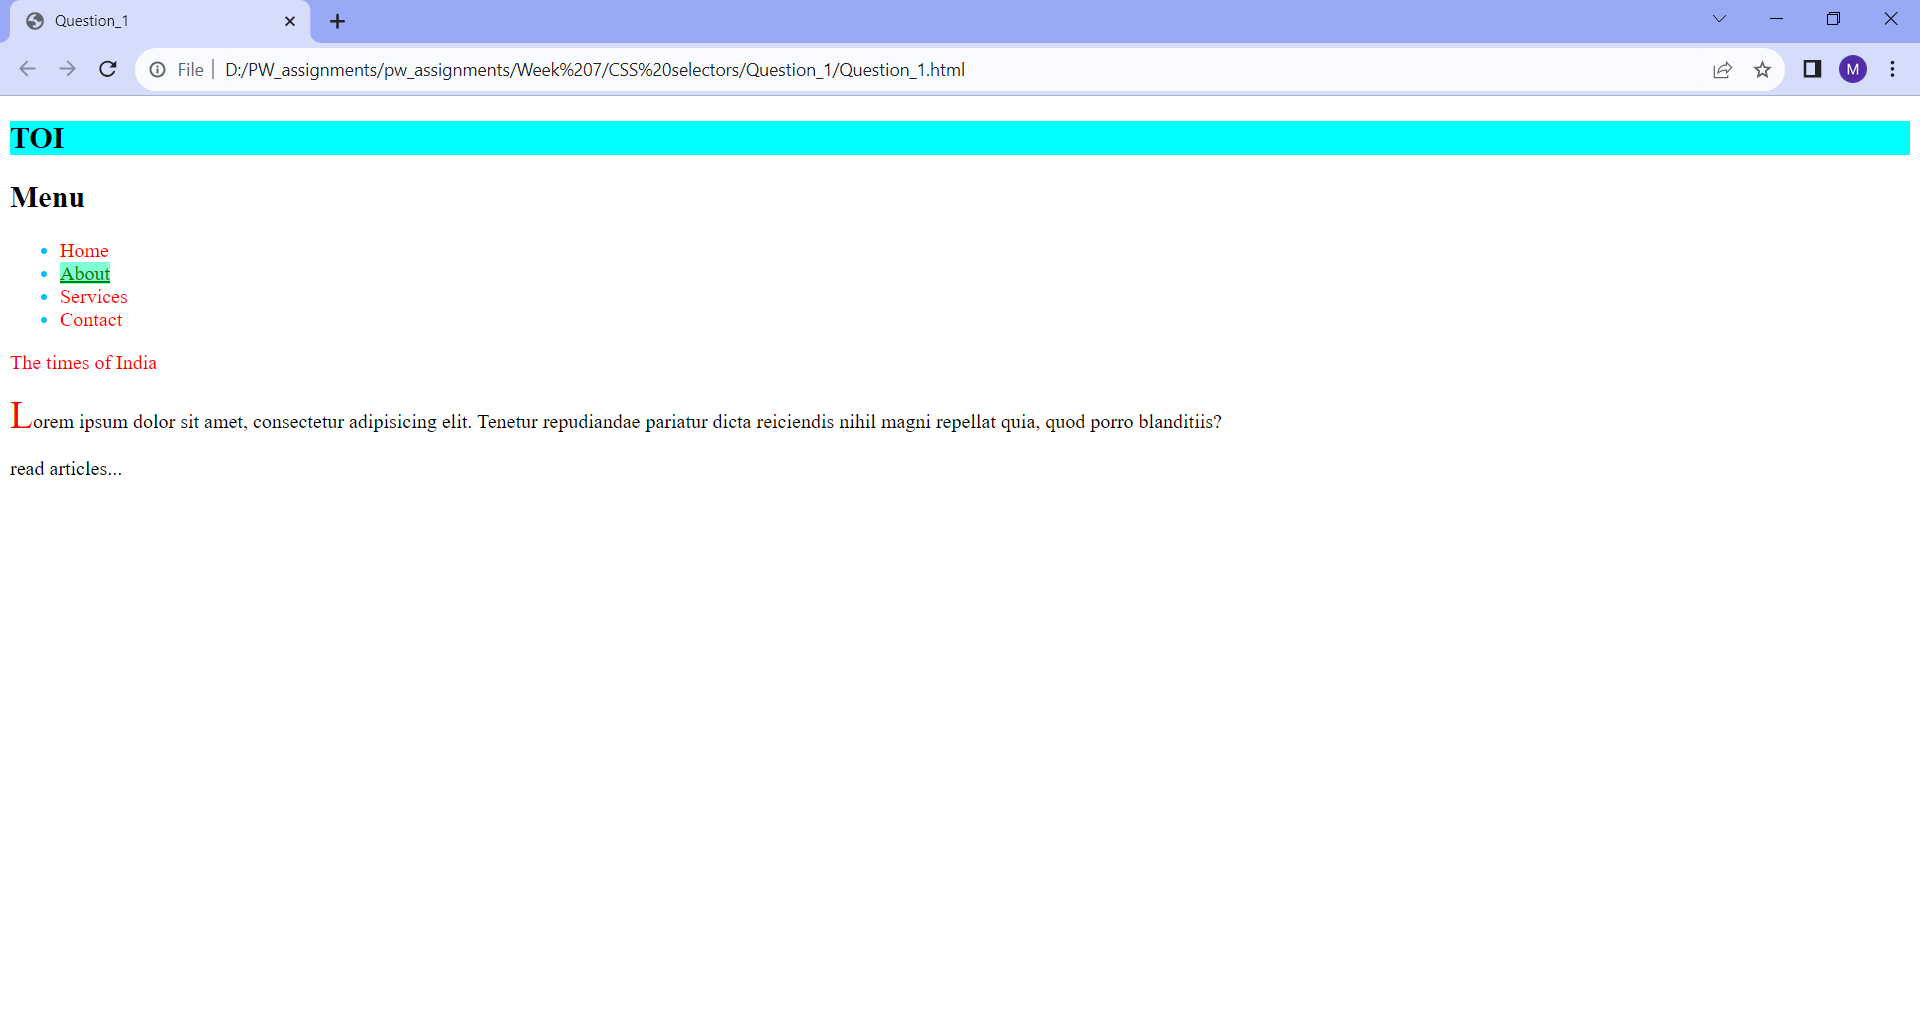 Question_1
File D:/PW_assignments/pw_assignments/Week%207/CSS%20selectors/Question_1/Question_1.html
M
TOI
Menu
Home
About
Services
Contact
The times of India
Lorem ipsum dolor sit amet, consectetur adipisicing elit. Tenetur repudiandae pariatur dicta reiciendis nihil magni repellat quia, quod porro blanditiis?
read articles...